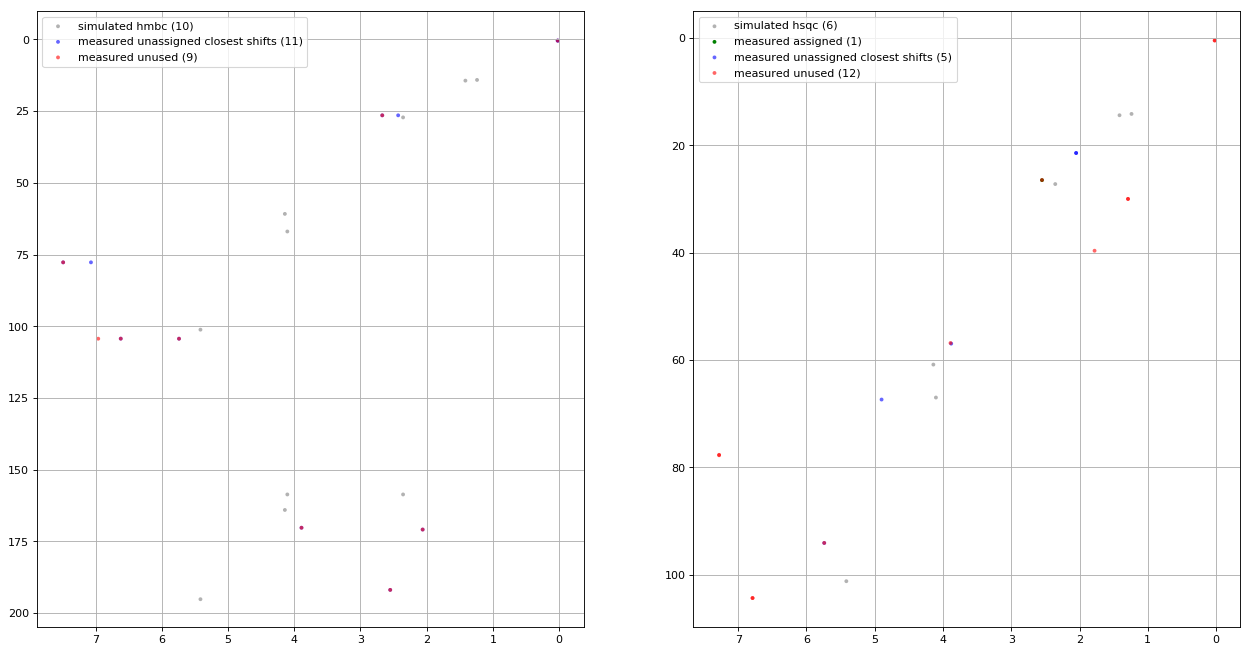 simulated hmbc (10)
measured unassigned closest shifts (11)
measured unused (9)
0
25
50
75
100
125
150
175
200
7 6 5 4 3 2 1 0
simulated hsqc (6)
measured assigned (1)
measured unassigned closest shifts (5)
measured unused (12)
0
20
40
60
80
100
7 6 5 4 3 2 1 0